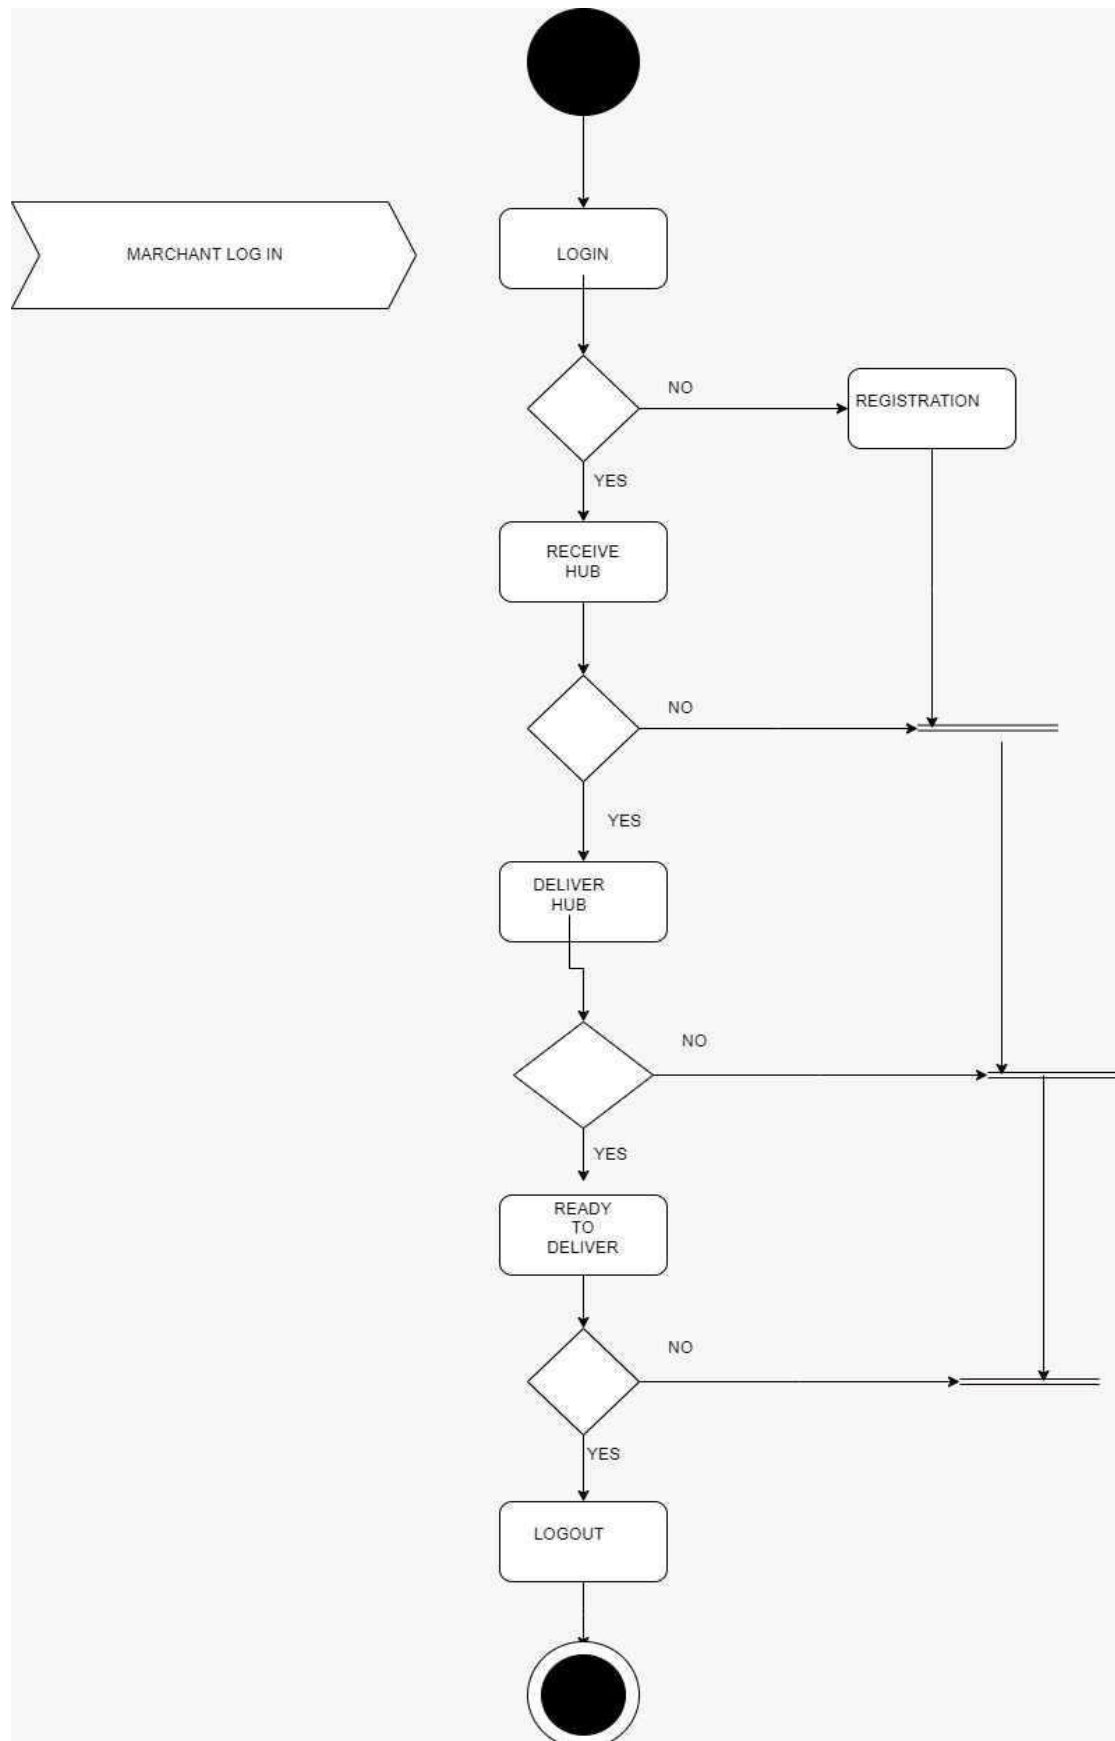 MARCHANT LOG IN
LOGIN
NO
REGISTRATION
YES
RECEIVE
HUB
NO
YES
DELIVER
HUB
NO
YES
READY
TO
DELIVER
NO
YES
LOGOUT